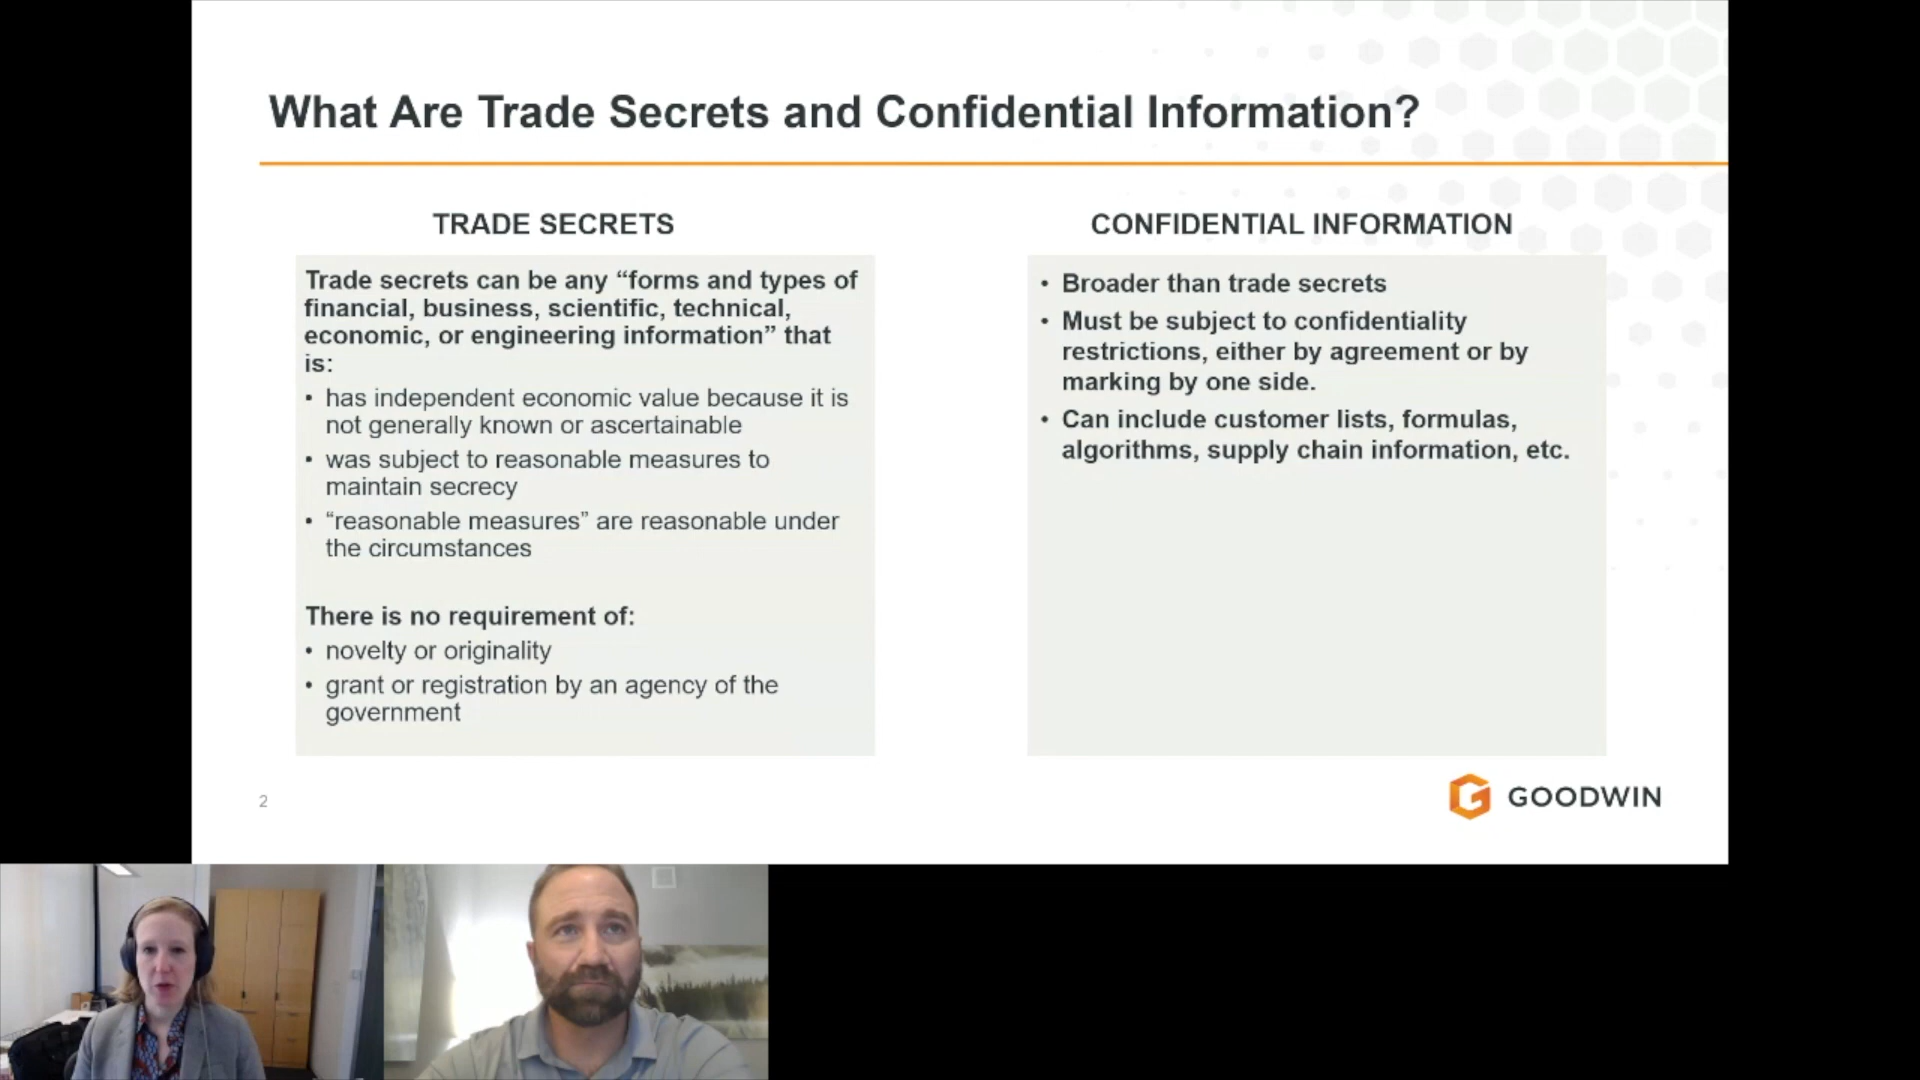 What Are Trade Secrets and Confidential Information?
TRADE SECRETS
Trade secrets can be any “forms and types of
financial, business, scientific, technical,
economic, or engineering information” that
is:
• has independent economic value because it is
not generally known or ascertainable
• was subject to reasonable measures to
maintain secrecy
• “reasonable measures” are reasonable under
the circumstances
There is no requirement of:
• novelty or originality
• grant or registration by an agency of the
government
CONFIDENTIAL INFORMATION
• Broader than trade secrets
• Must be subject to confidentiality
restrictions, either by agreement or by
marking by one side.
• Can include customer lists, formulas,
algorithms, supply chain information, etc.
2
GOODWIN